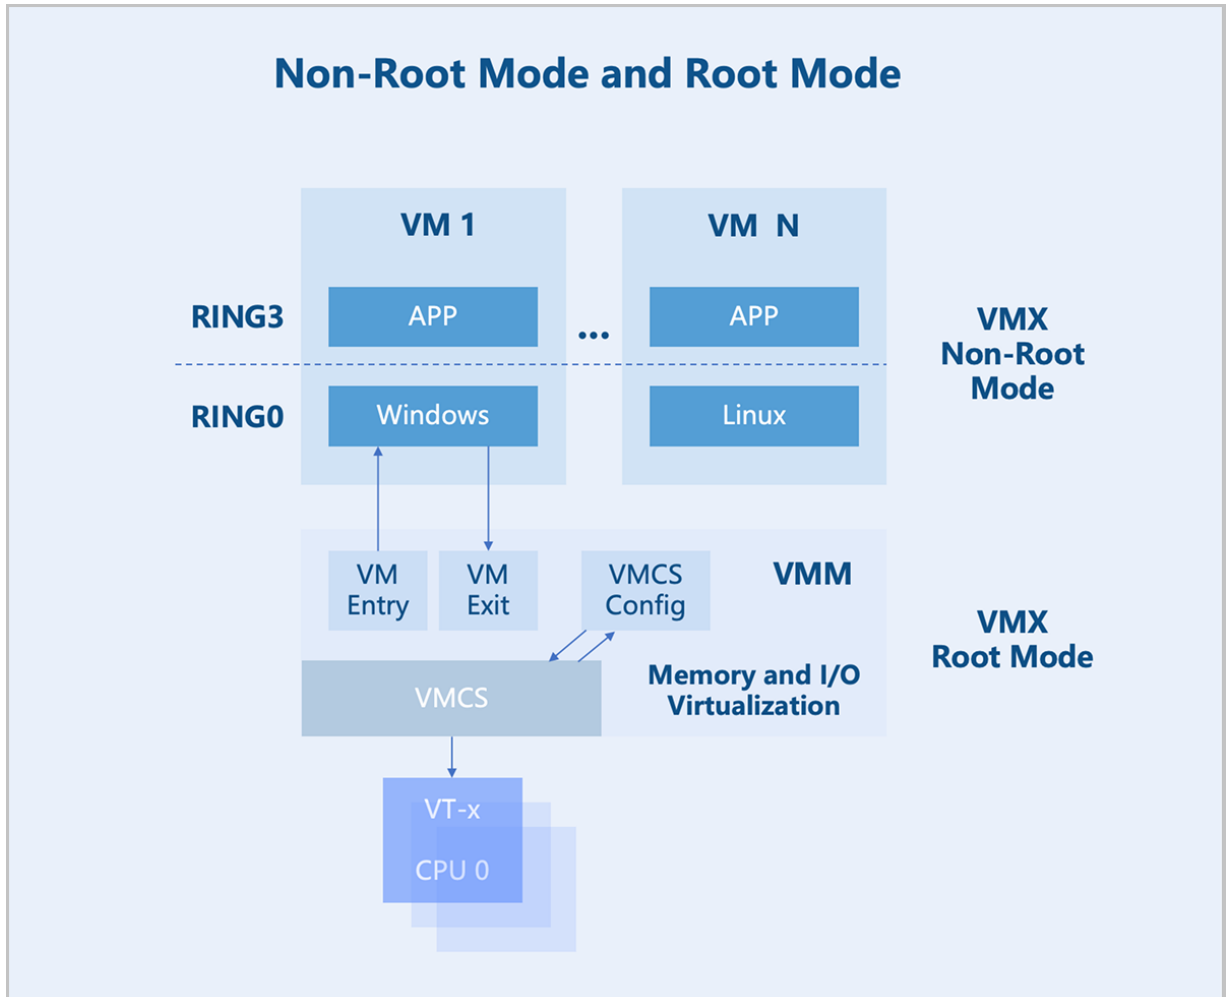 Non-Root Mode and Root Mode
VM 1
VM N
RING3
APP
...
APP
VMX
Non-Root
Mode
RING0
Windows
Linux
VM
Entry
VM
Exit
VMCS
Config
VMM
VMX
Root Mode
VMCS
Memory and I/O
Virtualization
VT-x
CPU 0